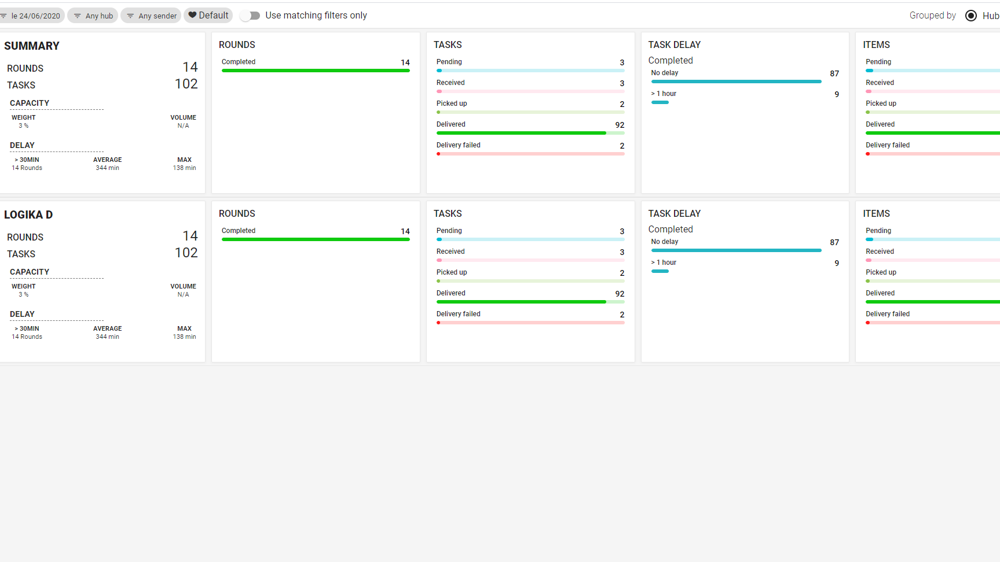 le 24/06/2020 Any hub Any sender Default Use matching filters only Grouped by Hub
SUMMARY
ROUNDS 14
TASKS 102
CAPACITY
WEIGHT VOLUME
3 % N/A
DELAY
> 30MIN AVERAGE MAX
14 Rounds 344 min 138 min
ROUNDS
Completed 14
TASKS
Pending 3
Received 3
Picked up 2
Delivered 92
Delivery failed 2
TASK DELAY
Completed
No delay 87
> 1 hour 9
ITEMS
Pending
Received
Picked up
Delivered
Delivery failed
LOGIKA D
ROUNDS 14
TASKS 102
CAPACITY
WEIGHT VOLUME
3 % N/A
DELAY
> 30MIN AVERAGE MAX
14 Rounds 344 min 138 min
ROUNDS
Completed 14
TASKS
Pending 3
Received 3
Picked up 2
Delivered 92
Delivery failed 2
TASK DELAY
Completed
No delay 87
> 1 hour 9
ITEMS
Pending
Received
Picked up
Delivered
Delivery failed